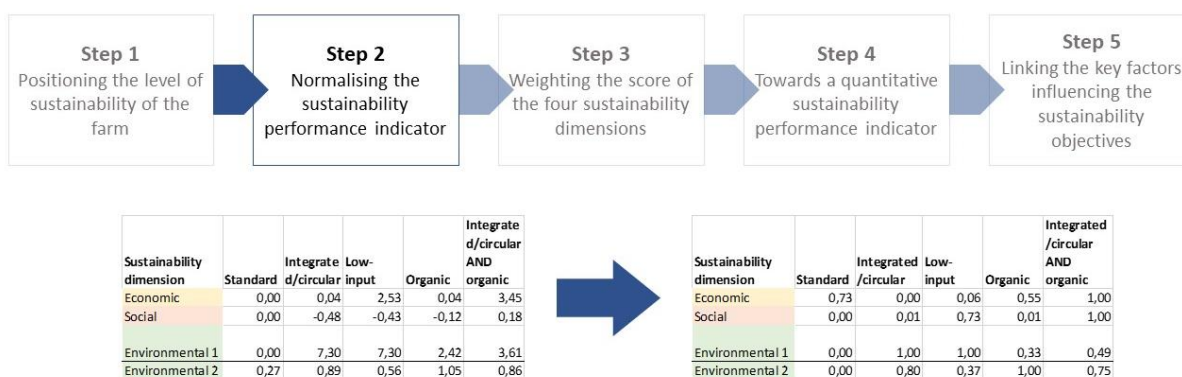 Step 1
Positioning the level of
sustainability of the
farm
Step 2
Normalising the
sustainability
performance indicator
Step 3
Weighting the score of
the four sustainability
dimensions
Step 4
Towards a quantitative
sustainability
performance indicator
Step 5
Linking the key factors
influencing the
sustainability
objectives
Sustainability dimension Standard Integrate d/circular Low-input Organic Integrate d/circular AND organic
Economic 0,00 0,04 2,53 0,04 3,45
Social 0,00 -0,48 -0,43 -0,12 0,18
Environmental 1 0,00 7,30 7,30 2,42 3,61
Environmental 2 0,27 0,89 0,56 1,05 0,86
Sustainability dimension Standard Integrated /circular Low-input Organic Integrated /circular AND organic
Economic 0,73 0,00 0,06 0,55 1,00
Social 0,00 0,01 0,73 0,01 1,00
Environmental 1 0,00 1,00 1,00 0,33 0,49
Environmental 2 0,00 0,80 0,37 1,00 0,75